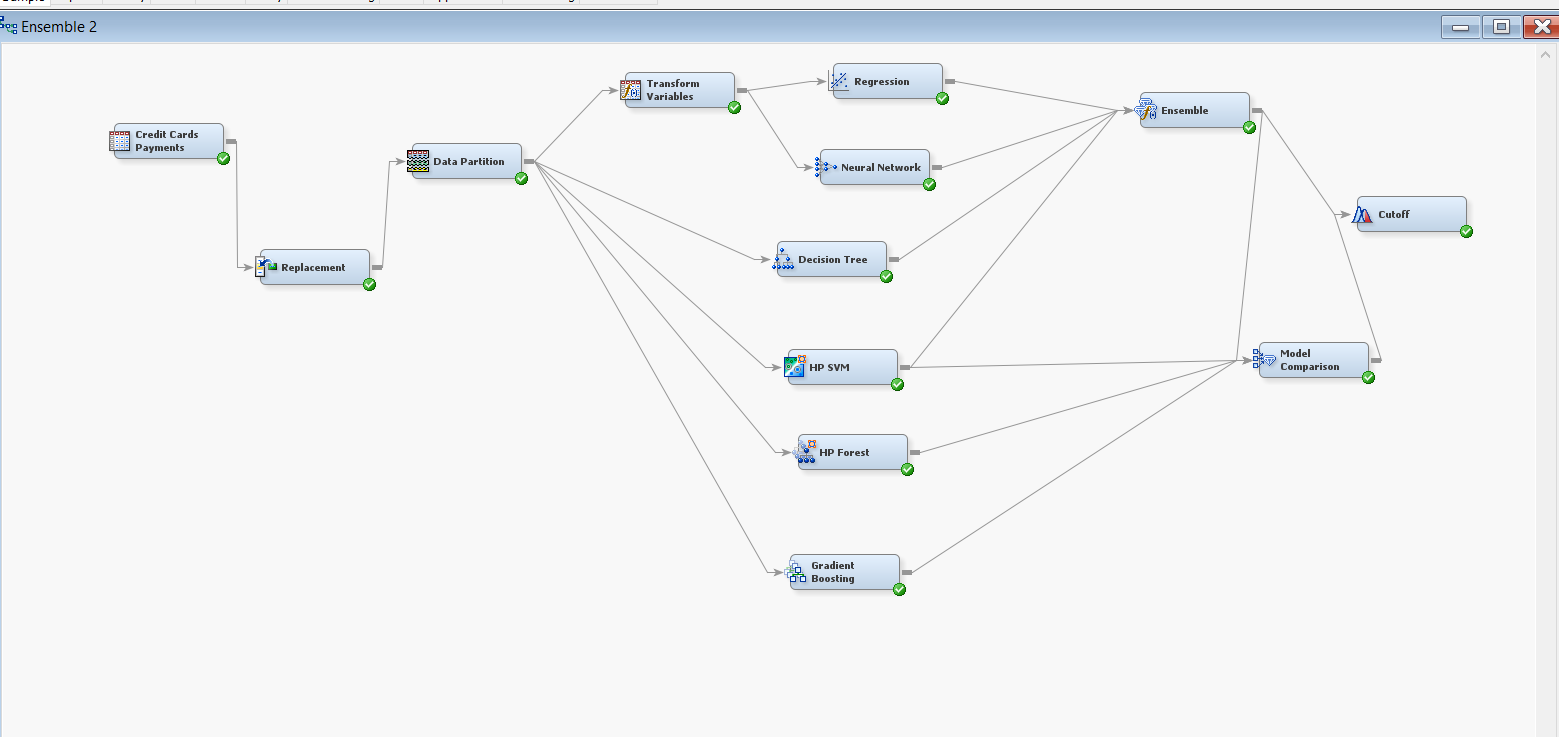 Ensemble 2
Transform
Variables
Regression
Credit Cards
Payments
Ensemble
Data Partition
Neural Network
Cutoff
Replacement
Decision Tree
HP SVM
Model
Comparison
HP Forest
Gradient
Boosting